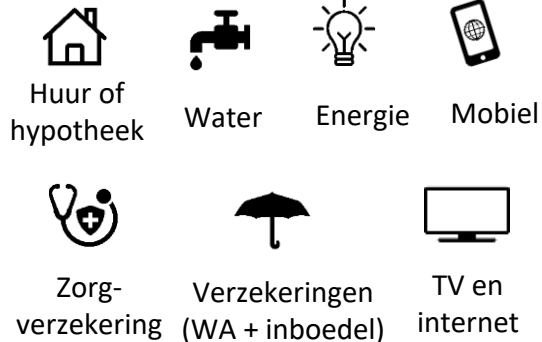 Huur of
hypotheek
Water
Energie
Mobiel
Zorg-
verzekering
Verzekeringen
(WA + inboedel)
TV en
internet